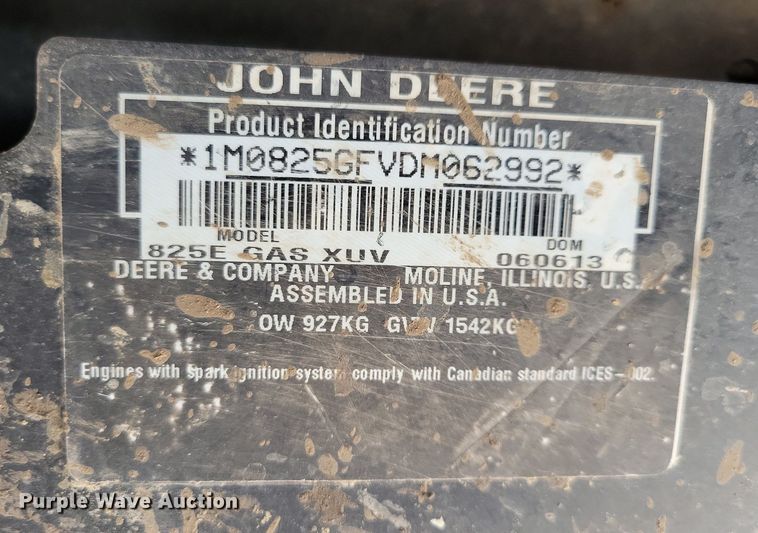 JOHN DEERE
Product Identification Number
*1M0825GFVDM062992*
MODEL DOM
825E GAS XUV 060613
DEERE & COMPANY MOLINE, ILLINOIS, U.S.
ASSEMBLED IN U.S.A.
OW 927KG GVW 1542KG
Engines with spark ignition system comply with Canadian standard ICES-002.
Purple Wave Auction